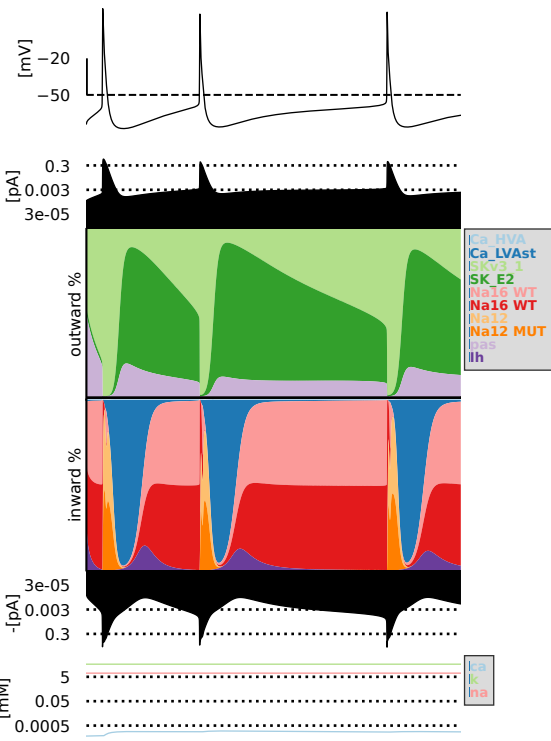 [mV]
−20
−50
[pA]
0.3
0.003
3e-05
outward %
Ca_HVA
Ca_LVAst
SKv3_1
SK_E2
Na16 WT
Na16 WT
Na12
Na12 MUT
pas
Ih
inward %
-[pA]
3e-05
0.003
0.3
[mM]
5
0.05
0.0005
ca
k
na